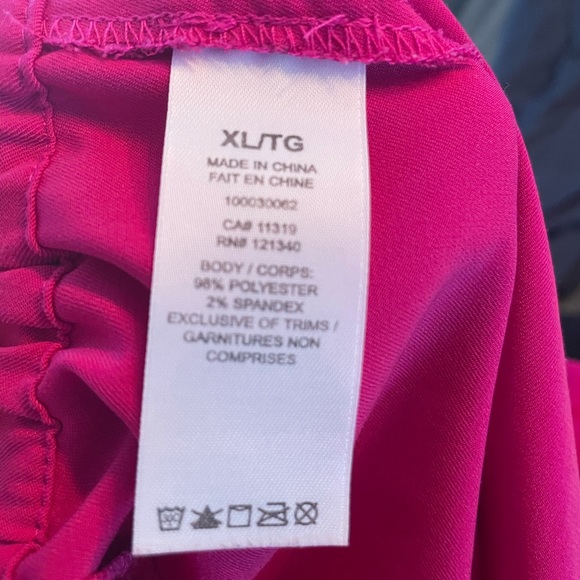 XL/TG
MADE IN CHINA
FAIT EN CHINE
100030062
CA# 11319
RN# 121340
BODY / CORPS:
98% POLYESTER
2% SPANDEX
EXCLUSIVE OF TRIMS /
GARNITURES NON
COMPRISES